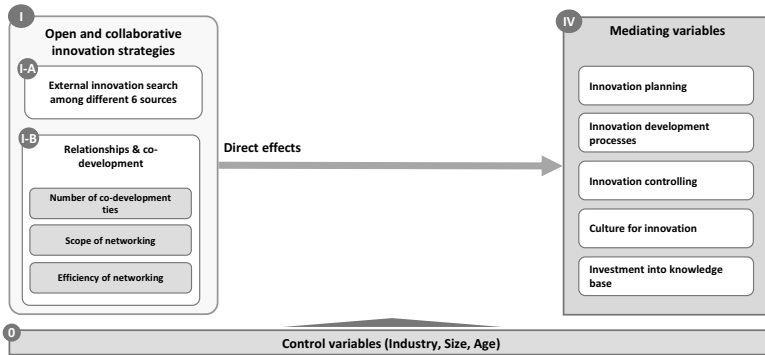 I
Open and collaborative
innovation strategies
I-A
External innovation search
among different 6 sources
I-B
Relationships & co-
development
Number of co-development
ties
Scope of networking
Efficiency of networking
Direct effects
IV
Mediating variables
Innovation planning
Innovation development
processes
Innovation controlling
Culture for innovation
Investment into knowledge
base
0
Control variables (Industry, Size, Age)